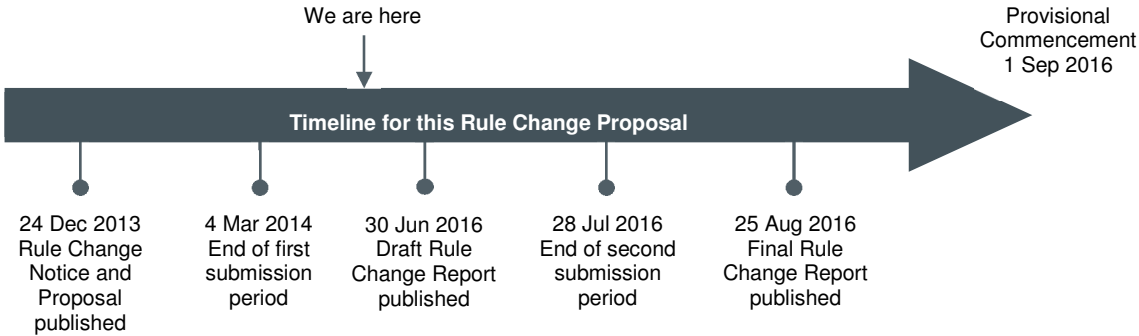 We are here
Provisional
Commencement
1 Sep 2016
Timeline for this Rule Change Proposal
24 Dec 2013
Rule Change
Notice and
Proposal
published
4 Mar 2014
End of first
submission
period
30 Jun 2016
Draft Rule
Change Report
published
28 Jul 2016
End of second
submission
period
25 Aug 2016
Final Rule
Change Report
published